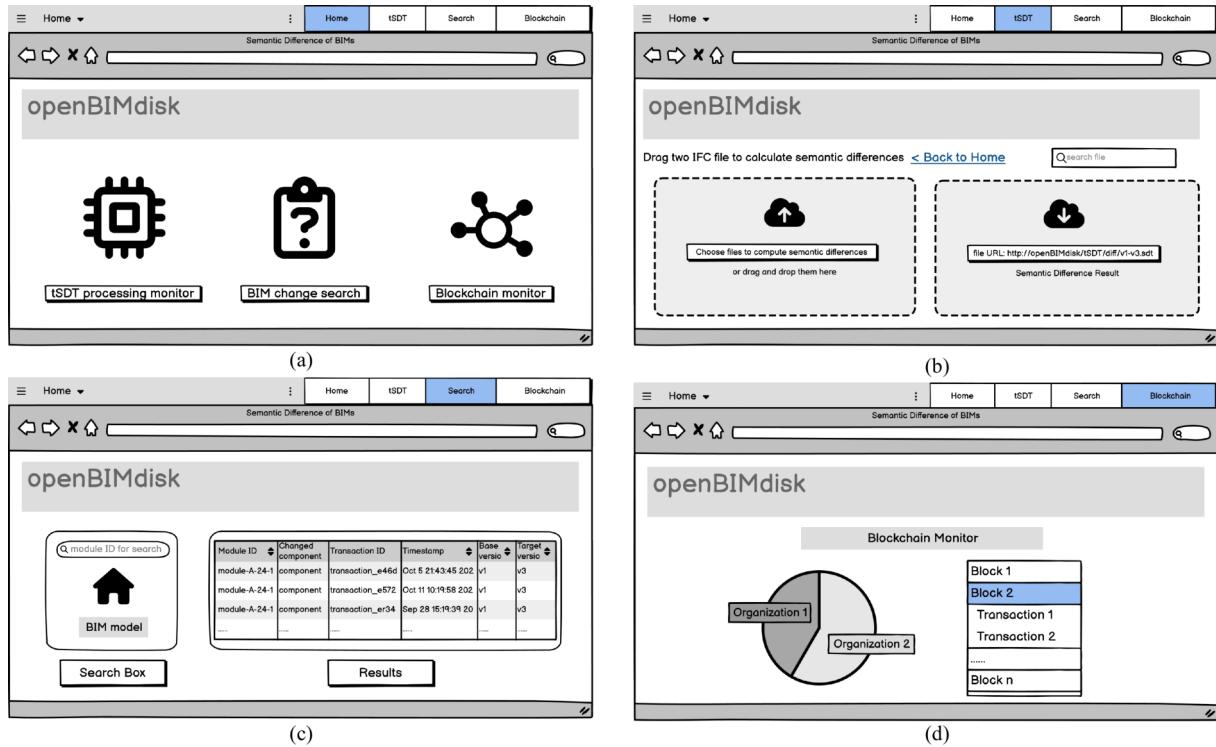 Home
Home tSDT Search Blockchain
Semantic Difference of BIMs
openBIMdisk
tSDT processing monitor
BIM change search
Blockchain monitor
(a)
Home
Home tSDT Search Blockchain
Semantic Difference of BIMs
openBIMdisk
Drag two IFC file to calculate semantic differences < Back to Home
search file
Choose files to compute semantic differences
or drag and drop them here
file URL: http://openBIMdisk/tSDT/diff/v1-v3.sdt
Semantic Difference Result
(b)
Home
Home tSDT Search Blockchain
Semantic Difference of BIMs
openBIMdisk
module ID for search
BIM model
Search Box
Module ID Changed component Transaction ID Timestamp Base versio Target versio
module-A-24-1 component transaction_e46d Oct 5 21:43:45 202 v1 v3
module-A-24-1 component transaction_e572 Oct 11 10:19:58 202 v1 v3
module-A-24-1 component transaction_er34 Sep 28 15:19:39 20 v1 v3
...... ...... ...... ...... ...... ......
Results
(c)
Home
Home tSDT Search Blockchain
Semantic Difference of BIMs
openBIMdisk
Blockchain Monitor
Organization 1
Organization 2
Block 1
Block 2
Transaction 1
Transaction 2
......
Block n
(d)